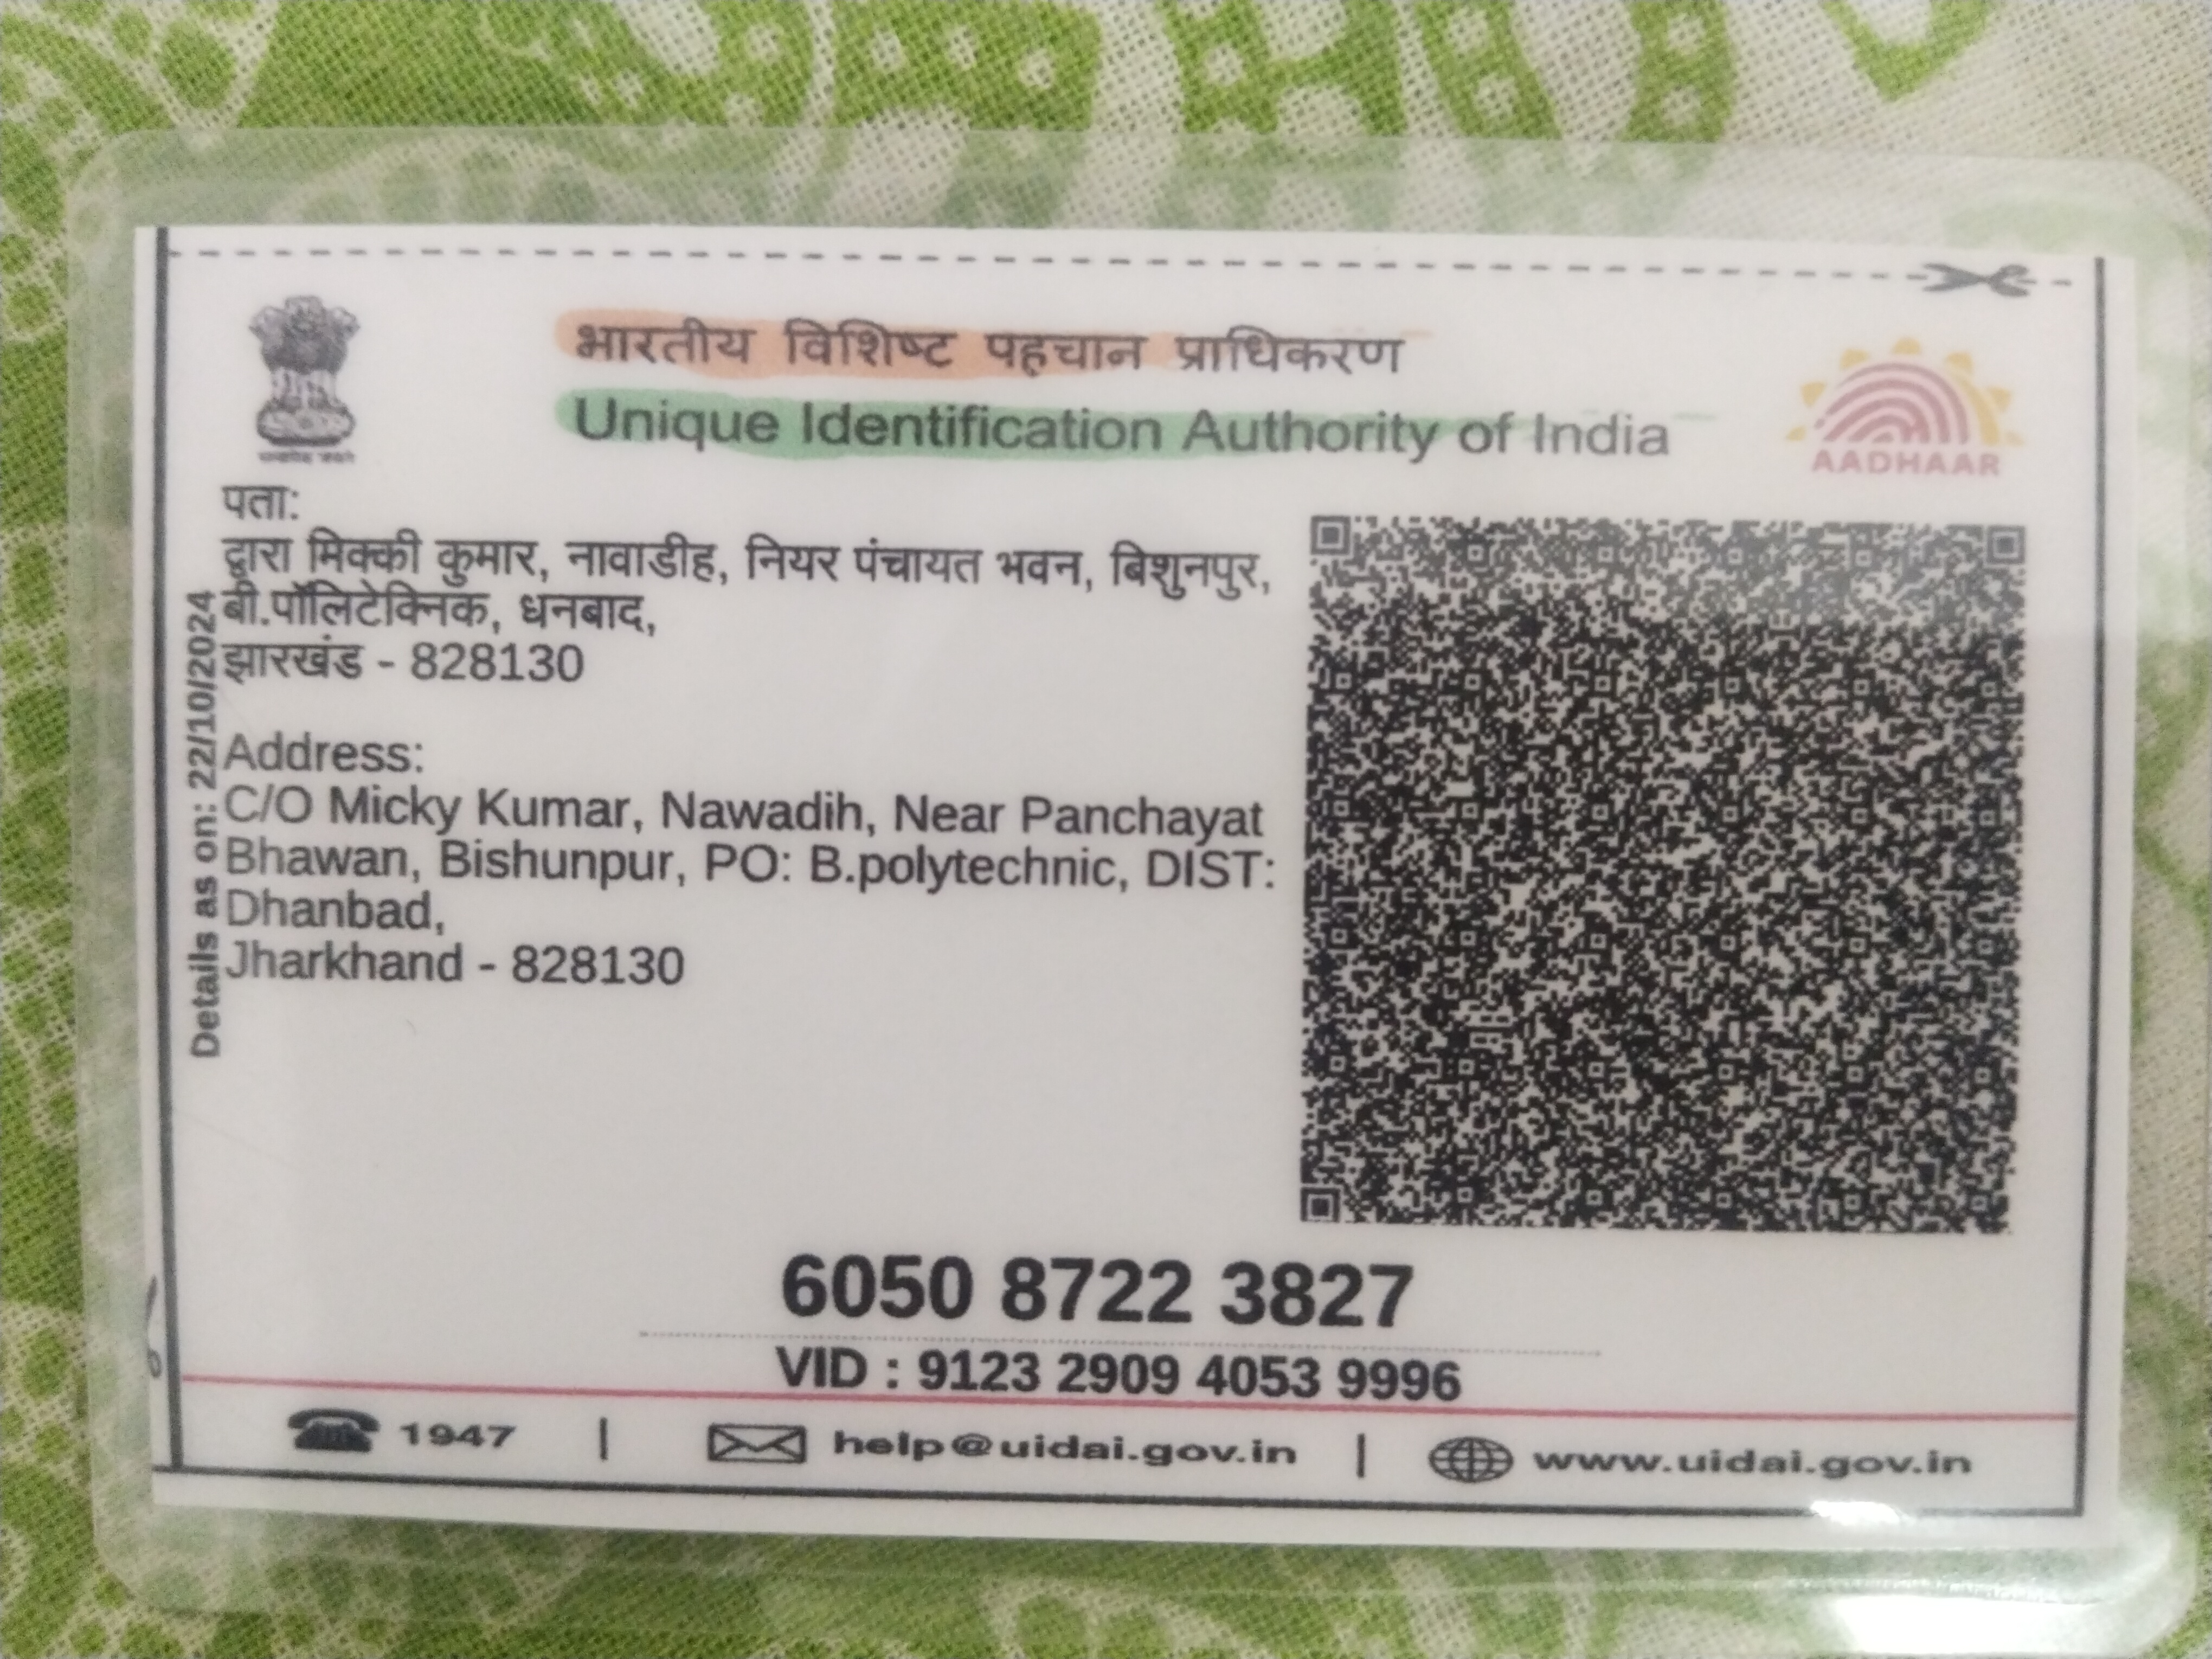 भारतीय विशिष्ट पहचान प्राधिकरण
Unique Identification Authority of India
AADHAAR
पता:
द्वारा मिक्की कुमार, नावाडीह, नियर पंचायत भवन, बिशुनपुर,
बी.पॉलिटेक्निक, धनबाद,
झारखंड - 828130
Address:
C/O Micky Kumar, Nawadih, Near Panchayat
Bhawan, Bishunpur, PO: B.polytechnic, DIST:
Dhanbad,
Jharkhand - 828130
Details as on: 22/10/2024
6050 8722 3827
VID : 9123 2909 4053 9996
1947 | help@uidai.gov.in | www.uidai.gov.in